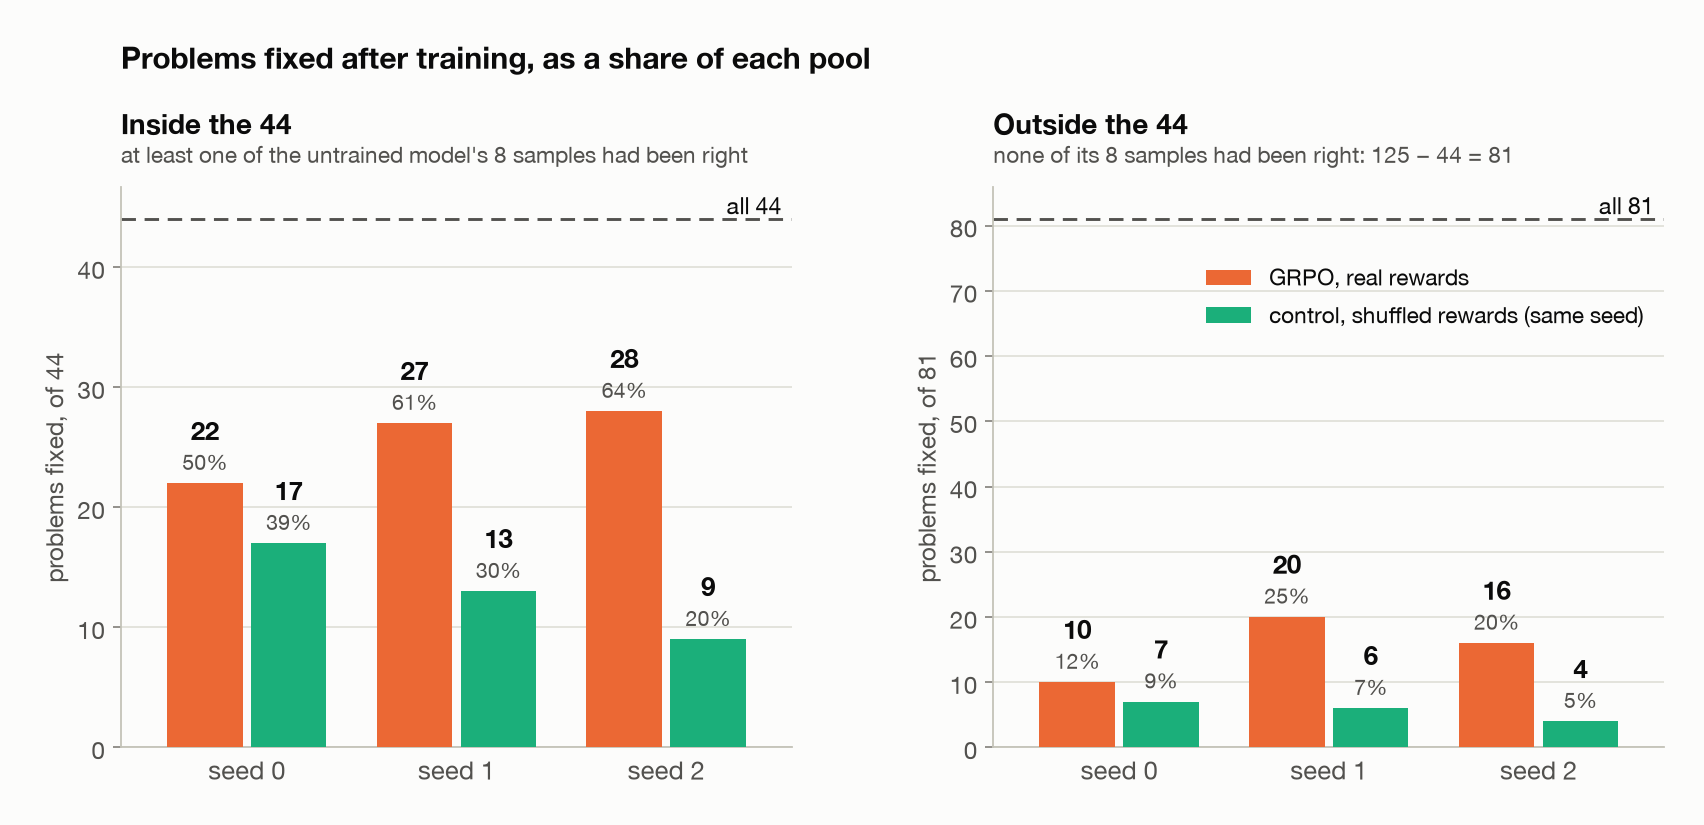 Problems fixed after training, as a share of each pool
Inside the 44
at least one of the untrained model's 8 samples had been right
all 44
40
30
20
10
0
problems fixed, of 44
22
50%
17
39%
27
61%
13
30%
28
64%
9
20%
seed 0
seed 1
seed 2
Outside the 44
none of its 8 samples had been right: 125 − 44 = 81
all 81
80
70
60
50
40
30
20
10
0
problems fixed, of 81
GRPO, real rewards
control, shuffled rewards (same seed)
10
12%
7
9%
20
25%
6
7%
16
20%
4
5%
seed 0
seed 1
seed 2